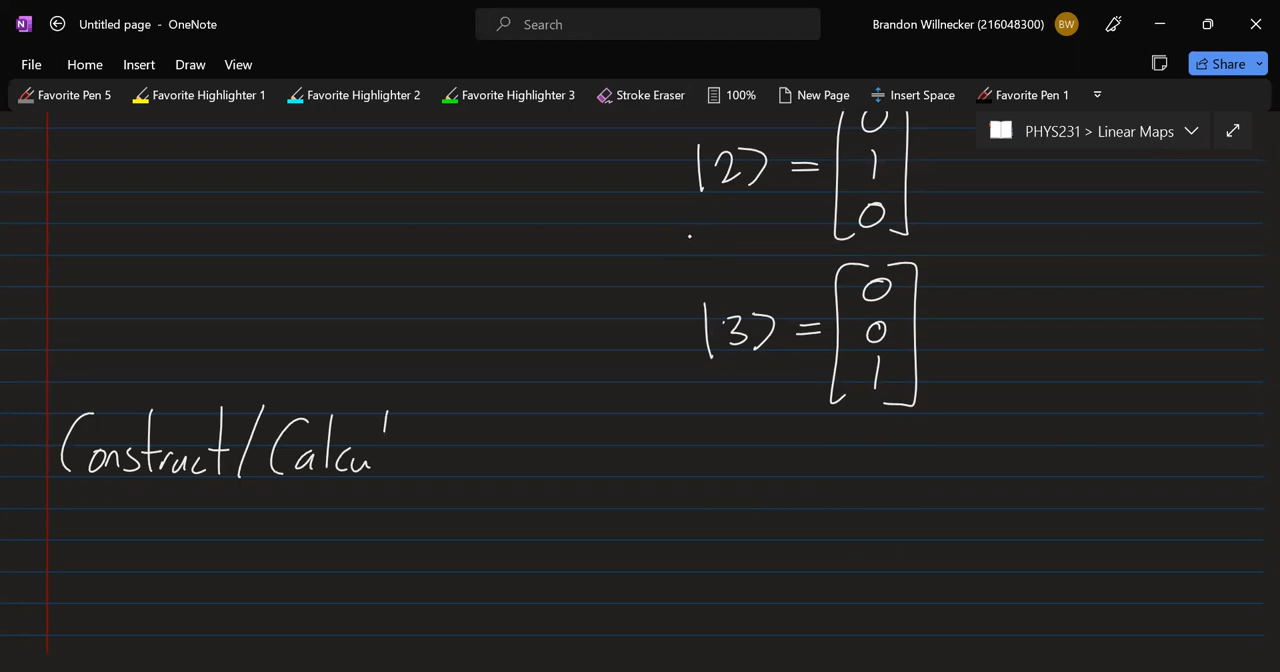 Untitled page - OneNote
Search
Brandon Willnecker (216048300) BW
File Home Insert Draw View
Share
Favorite Pen 5 Favorite Highlighter 1 Favorite Highlighter 2 Favorite Highlighter 3 Stroke Eraser 100% New Page Insert Space Favorite Pen 1
PHYS231 > Linear Maps
|2⟩ = [0 1 0]
|3⟩ = [0 0 1]
Construct/Calcul